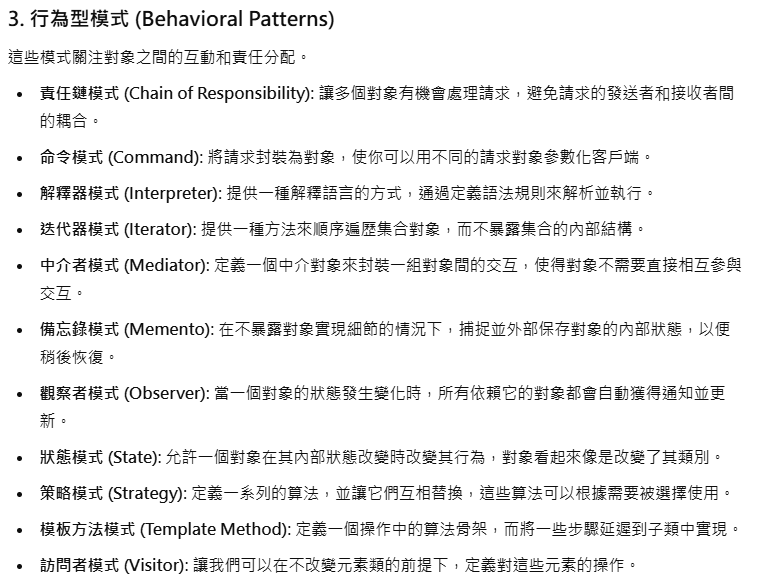 3. 行為型模式 (Behavioral Patterns)
這些模式關注對象之間的互動和責任分配。
• 責任鏈模式 (Chain of Responsibility): 讓多個對象有機會處理請求，避免請求的發送者和接收者間
的耦合。
• 命令模式 (Command): 將請求封裝為對象，使你可以用不同的請求對象參數化客戶端。
• 解釋器模式 (Interpreter): 提供一種解釋語言的方式，通過定義語法規則來解析並執行。
• 迭代器模式 (Iterator): 提供一種方法來順序遍歷集合對象，而不暴露集合的內部結構。
• 中介者模式 (Mediator): 定義一個中介對象來封裝一組對象間的交互，使得對象不需要直接相互參與
交互。
• 備忘錄模式 (Memento): 在不暴露對象實現細節的情況下，捕捉並外部保存對象的內部狀態，以便
稍後恢復。
• 觀察者模式 (Observer): 當一個對象的狀態發生變化時，所有依賴它的對象都會自動獲得通知並更
新。
• 狀態模式 (State): 允許一個對象在其內部狀態改變時改變其行為，對象看起來像是改變了其類別。
• 策略模式 (Strategy): 定義一系列的算法，並讓它們互相替換，這些算法可以根據需要被選擇使用。
• 模板方法模式 (Template Method): 定義一個操作中的算法骨架，而將一些步驟延遲到子類中實現。
• 訪問者模式 (Visitor): 讓我們可以在不改變元素類的前提下，定義對這些元素的操作。